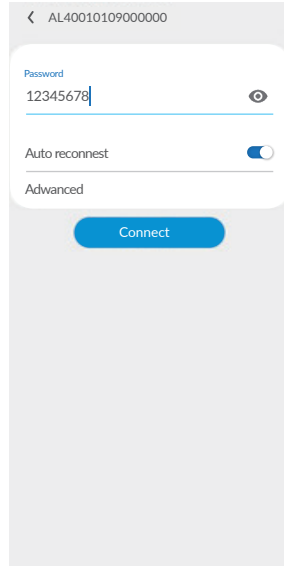 AL40010109000000
Password
12345678
Auto reconnest
Adwanced
Connect